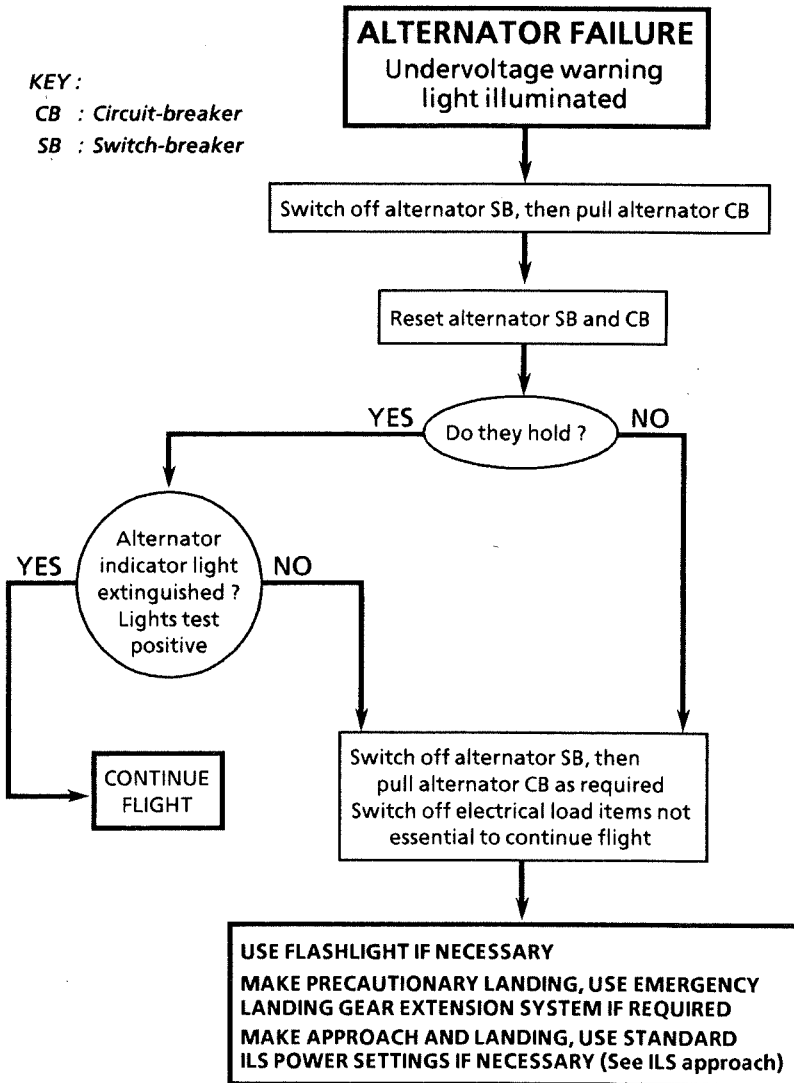 ALTERNATOR FAILURE
Undervoltage warning
light illuminated
KEY :
CB : Circuit-breaker
SB : Switch-breaker
Switch off alternator SB, then pull alternator CB
Reset alternator SB and CB
YES
Do they hold ?
NO
Alternator
indicator light
extinguished ?
Lights test
positive
YES
NO
CONTINUE
FLIGHT
Switch off alternator SB, then
pull alternator CB as required
Switch off electrical load items not
essential to continue flight
USE FLASHLIGHT IF NECESSARY
MAKE PRECAUTIONARY LANDING, USE EMERGENCY
LANDING GEAR EXTENSION SYSTEM IF REQUIRED
MAKE APPROACH AND LANDING, USE STANDARD
ILS POWER SETTINGS IF NECESSARY (See ILS approach)